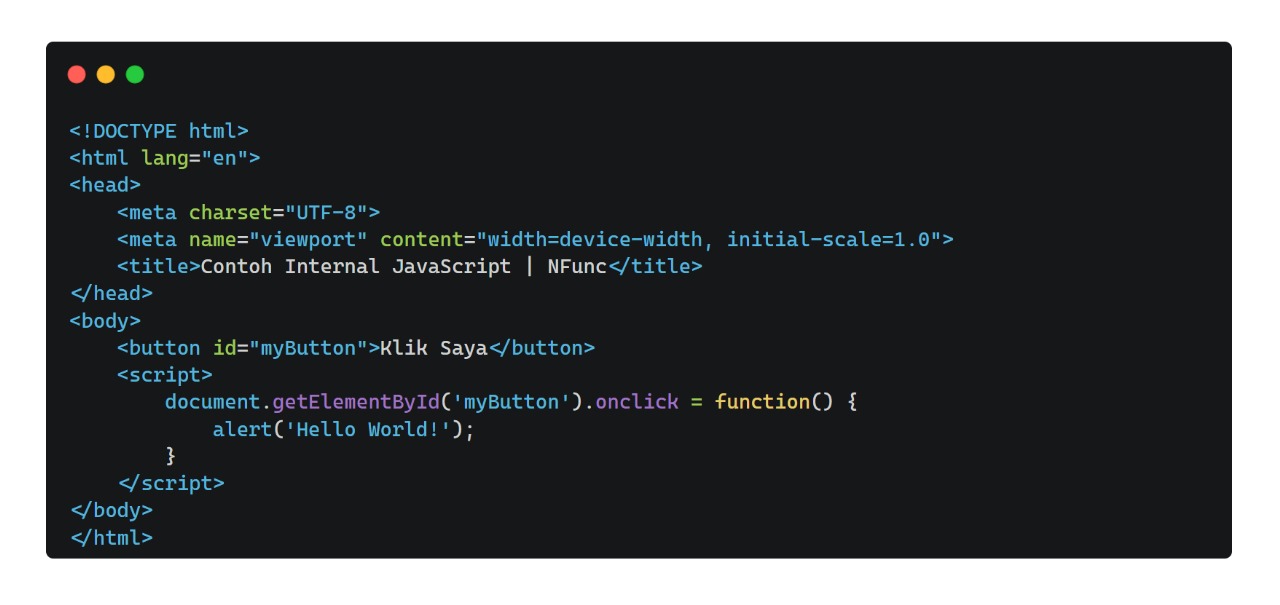 <!DOCTYPE html>
<html lang="en">
<head>
    <meta charset="UTF-8">
    <meta name="viewport" content="width=device-width, initial-scale=1.0">
    <title>Contoh Internal JavaScript | NFunc</title>
</head>
<body>
    <button id="myButton">Klik Saya</button>
    <script>
        document.getElementById('myButton').onclick = function() {
            alert('Hello World!');
        }
    </script>
</body>
</html>